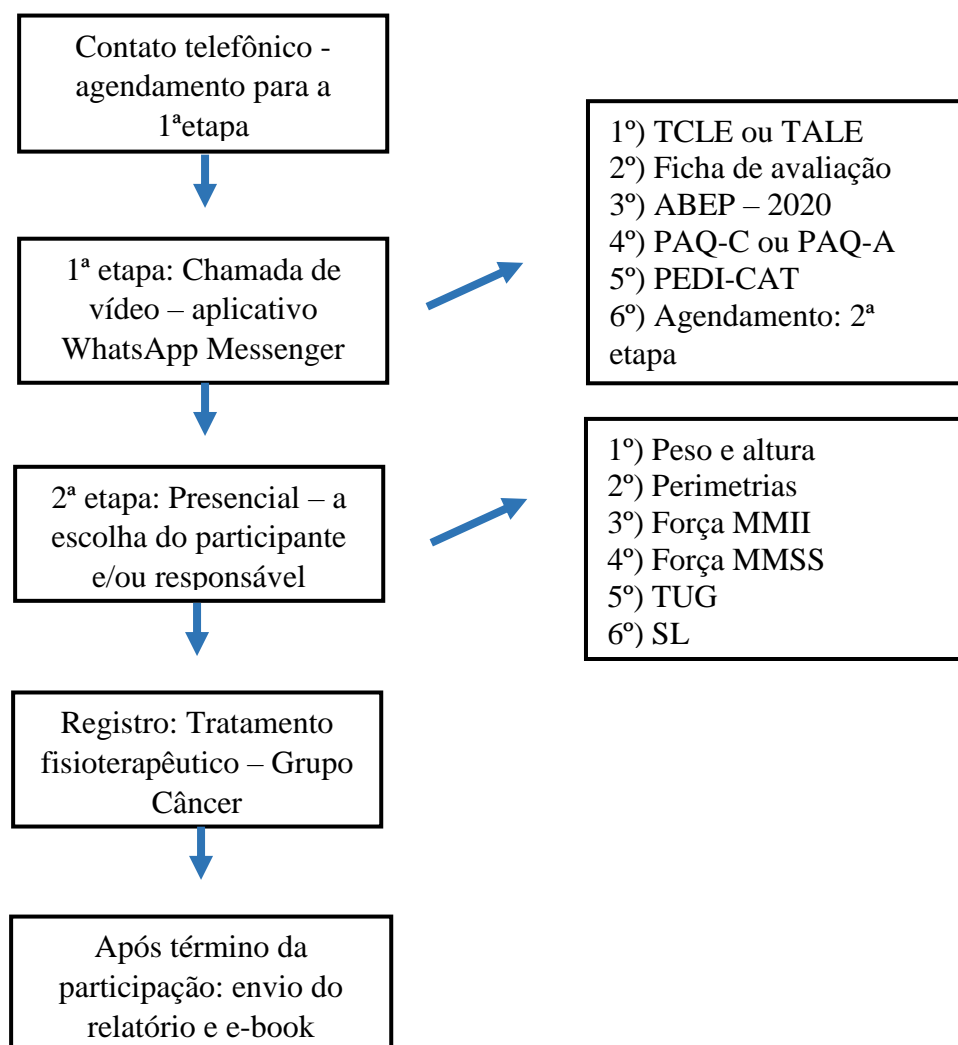 Contato telefônico -
agendamento para a
1ªetapa
1ª etapa: Chamada de
vídeo – aplicativo
WhatsApp Messenger
1º) TCLE ou TALE
2º) Ficha de avaliação
3º) ABEP – 2020
4º) PAQ-C ou PAQ-A
5º) PEDI-CAT
6º) Agendamento: 2ª
etapa
2ª etapa: Presencial – a
escolha do participante
e/ou responsável
1º) Peso e altura
2º) Perimetrias
3º) Força MMII
4º) Força MMSS
5º) TUG
6º) SL
Registro: Tratamento
fisioterapêutico – Grupo
Câncer
Após término da
participação: envio do
relatório e e-book